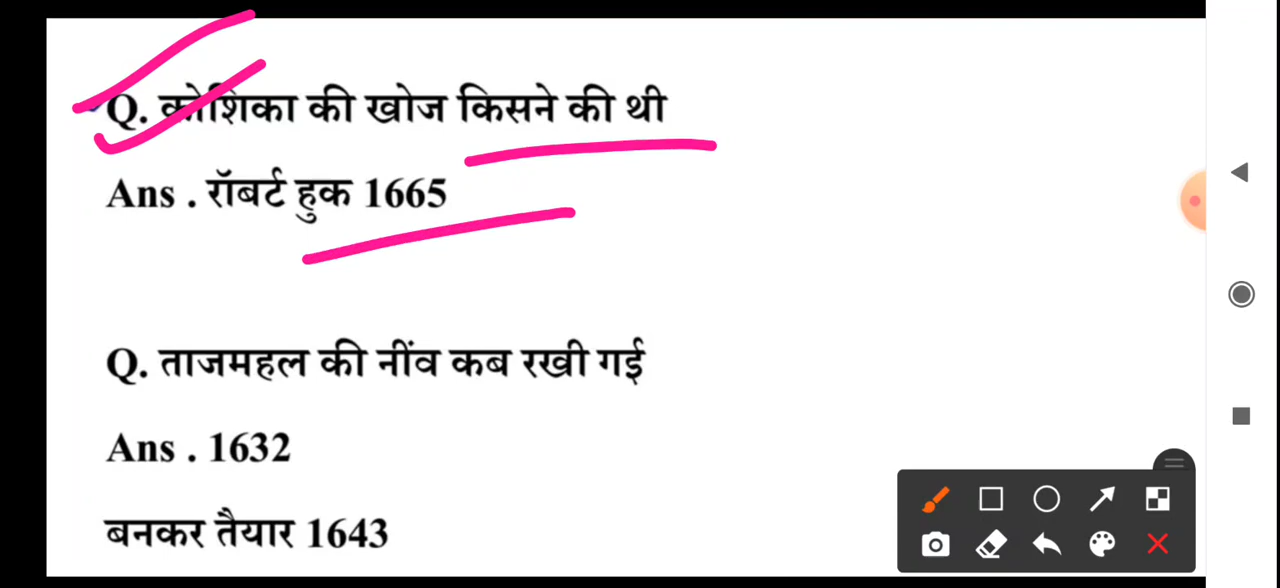 Q. कोशिका की खोज किसने की थी
Ans . रॉबर्ट हुक 1665
Q. ताजमहल की नींव कब रखी गई
Ans . 1632
बनकर तैयार 1643